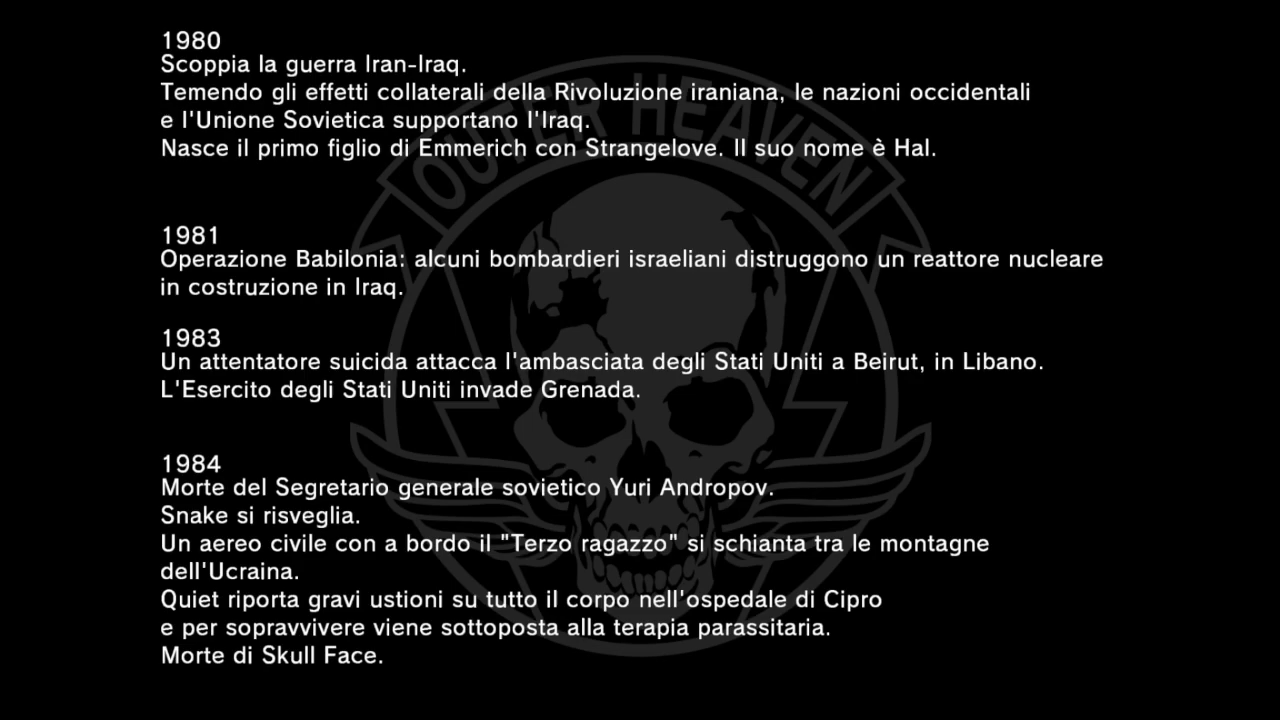 OUTER HEAVEN
1980
Scoppia la guerra Iran-Iraq.
Temendo gli effetti collaterali della Rivoluzione iraniana, le nazioni occidentali
e l'Unione Sovietica supportano l'Iraq.
Nasce il primo figlio di Emmerich con Strangelove. Il suo nome è Hal.
1981
Operazione Babilonia: alcuni bombardieri israeliani distruggono un reattore nucleare
in costruzione in Iraq.
1983
Un attentatore suicida attacca l'ambasciata degli Stati Uniti a Beirut, in Libano.
L'Esercito degli Stati Uniti invade Grenada.
1984
Morte del Segretario generale sovietico Yuri Andropov.
Snake si risveglia.
Un aereo civile con a bordo il "Terzo ragazzo" si schianta tra le montagne
dell'Ucraina.
Quiet riporta gravi ustioni su tutto il corpo nell'ospedale di Cipro
e per sopravvivere viene sottoposta alla terapia parassitaria.
Morte di Skull Face.